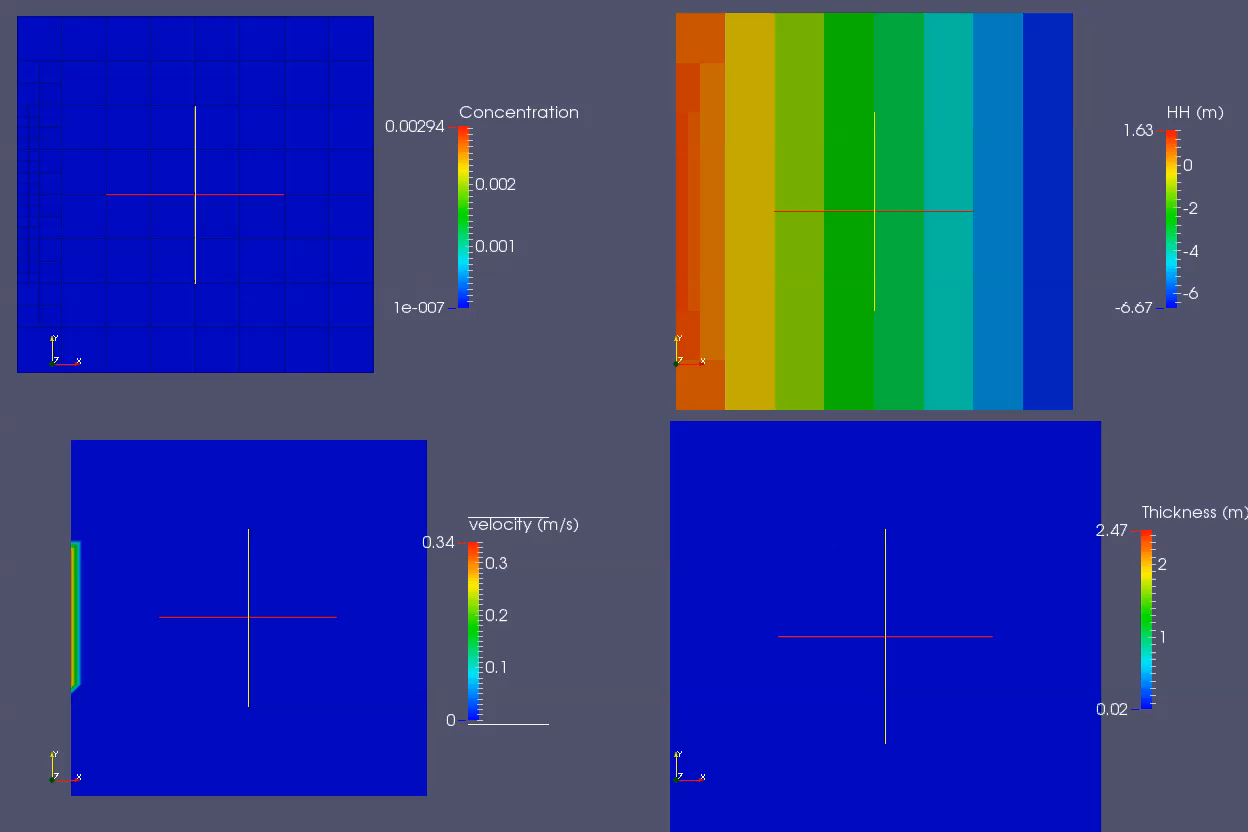 Concentration
0.00294
0.002
0.001
1e-007
Y
Z X
HH (m)
1.63
0
-2
-4
-6
-6.67
Y
Z X
velocity (m/s)
0.34
0.3
0.2
0.1
0
Y
Z X
Thickness (m)
2.47
2
1
0.02
Y
Z X